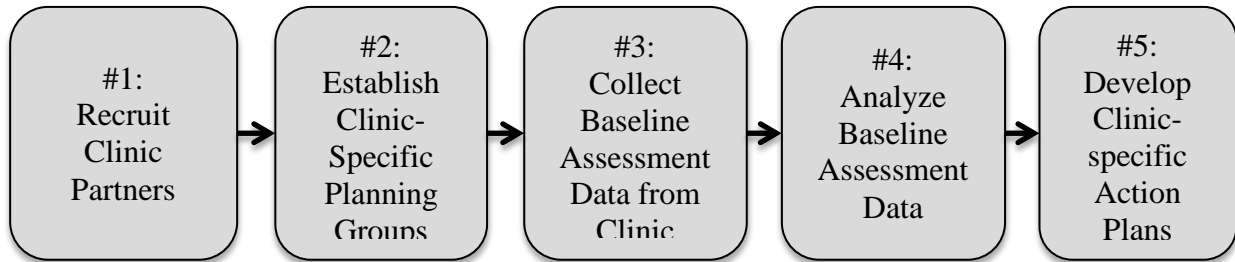 #1:
Recruit
Clinic
Partners
#2:
Establish
Clinic-
Specific
Planning
Groups
#3:
Collect
Baseline
Assessment
Data from
Clinic
#4:
Analyze
Baseline
Assessment
Data
#5:
Develop
Clinic-
specific
Action
Plans